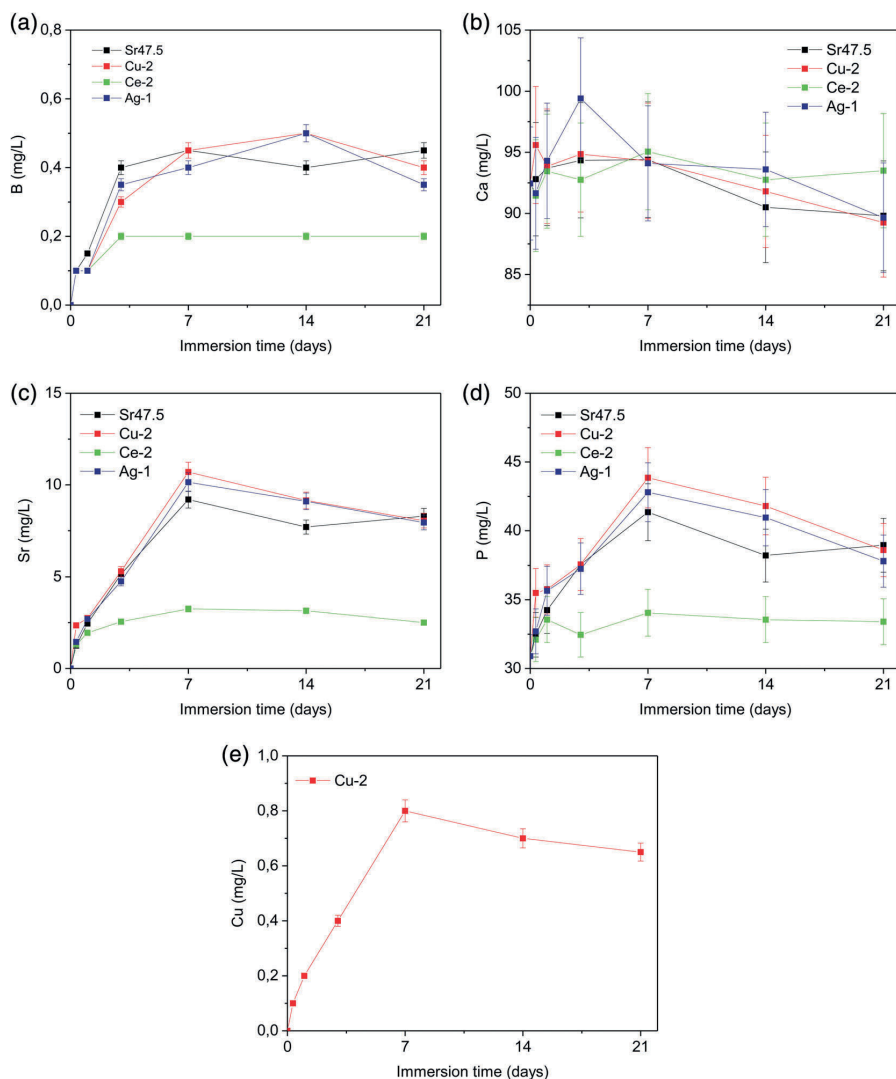 (a)
0,8
0,6
0,4
0,2
0,0
B (mg/L)
Sr47.5
Cu-2
Ce-2
Ag-1
0 7 14 21
Immersion time (days)
(b)
105
100
95
90
85
Ca (mg/L)
Sr47.5
Cu-2
Ce-2
Ag-1
0 7 14 21
Immersion time (days)
(c)
15
10
5
0
Sr (mg/L)
Sr47.5
Cu-2
Ce-2
Ag-1
0 7 14 21
Immersion time (days)
(d)
50
45
40
35
30
P (mg/L)
Sr47.5
Cu-2
Ce-2
Ag-1
0 7 14 21
Immersion time (days)
(e)
1,0
0,8
0,6
0,4
0,2
0,0
Cu (mg/L)
Cu-2
0 7 14 21
Immersion time (days)